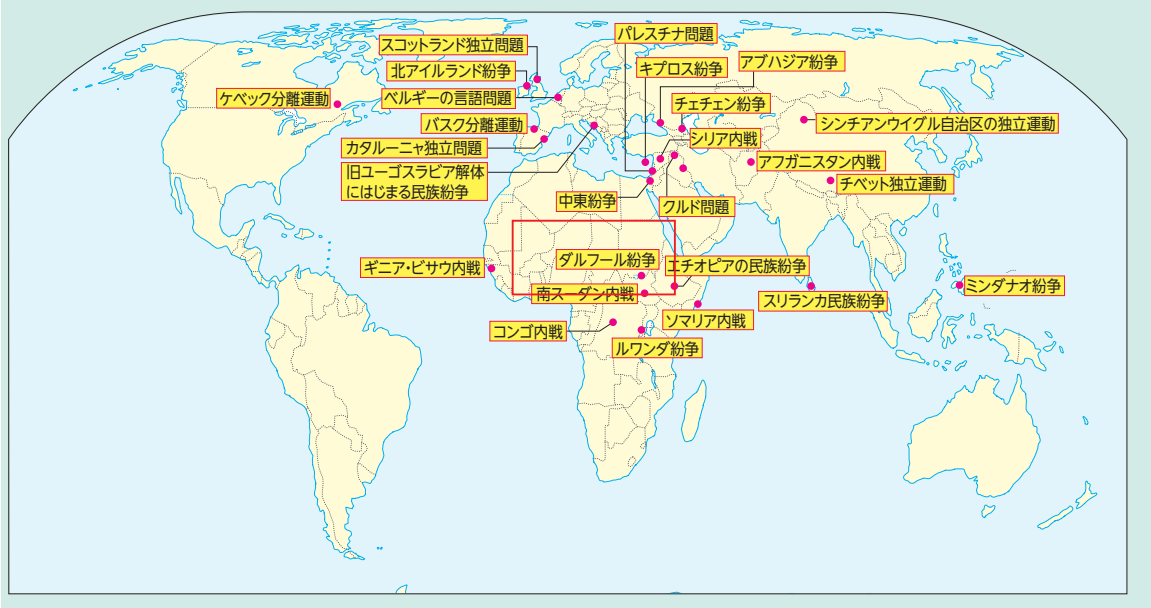 パレスチナ問題
スコットランド独立問題
キプロス紛争
アブハジア紛争
北アイルランド紛争
ケベック分離運動
ベルギーの言語問題
チェチェン紛争
バスク分離運動
シンチアンウイグル自治区の独立運動
シリア内戦
カタルーニャ独立問題
アフガニスタン内戦
旧ユーゴスラビア解体
にはじまる民族紛争
チベット独立運動
中東紛争
クルド問題
ギニア・ビサウ内戦
ダルフール紛争
エチオピアの民族紛争
ミンダナオ紛争
南スーダン内戦
スリランカ民族紛争
コンゴ内戦
ソマリア内戦
ルワンダ紛争